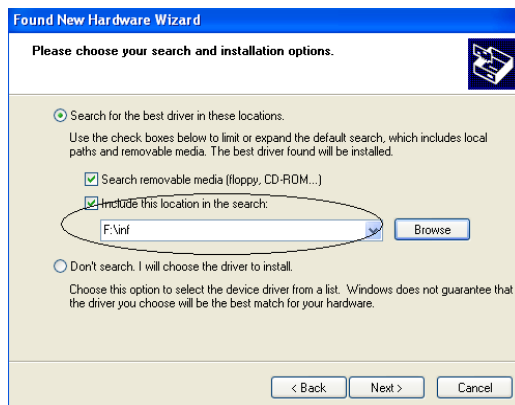 Found New Hardware Wizard
Please choose your search and installation options.
Search for the best driver in these locations.
Use the check boxes below to limit or expand the default search, which includes local
paths and removable media. The best driver found will be installed.
Search removable media (floppy, CD-ROM...)
Include this location in the search:
F:\inf
Browse
Don't search. I will choose the driver to install.
Choose this option to select the device driver from a list. Windows does not guarantee that
the driver you choose will be the best match for your hardware.
< Back
Next >
Cancel